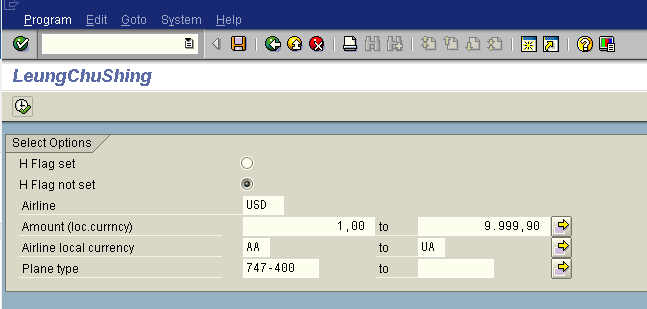 Program Edit Goto System Help
LeungChuShing
Select Options
H Flag set
H Flag not set
Airline USD
Amount (loc.currncy) 1,00 to 9.999,90
Airline local currency AA to UA
Plane type 747-400 to